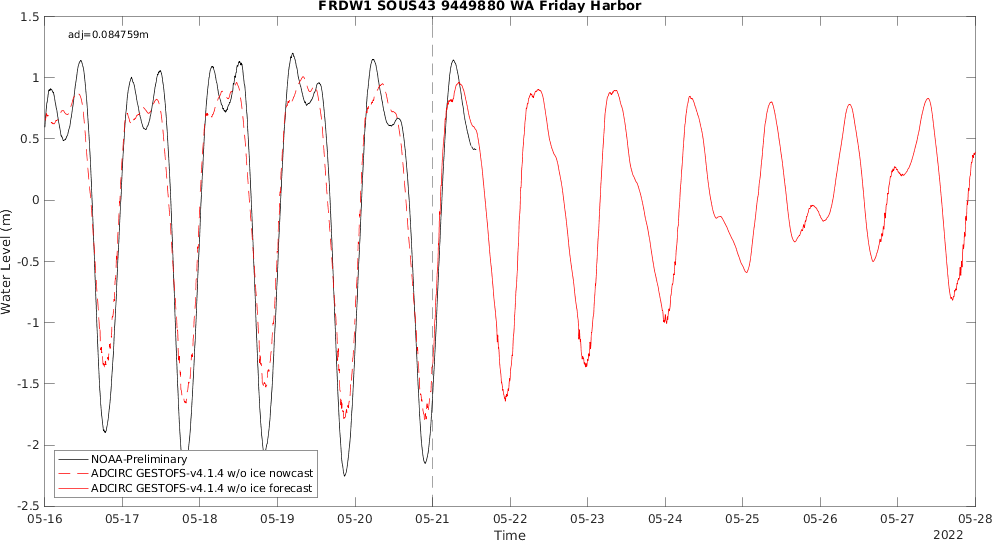 FRDW1 SOUS43 9449880 WA Friday Harbor
adj=0.084759m
1.5
1
0.5
0
-0.5
-1
-1.5
-2
-2.5
Water Level (m)
NOAA-Preliminary
ADCIRC GESTOFS-v4.1.4 w/o ice nowcast
ADCIRC GESTOFS-v4.1.4 w/o ice forecast
05-16 05-17 05-18 05-19 05-20 05-21 05-22 05-23 05-24 05-25 05-26 05-27 05-28
Time
2022